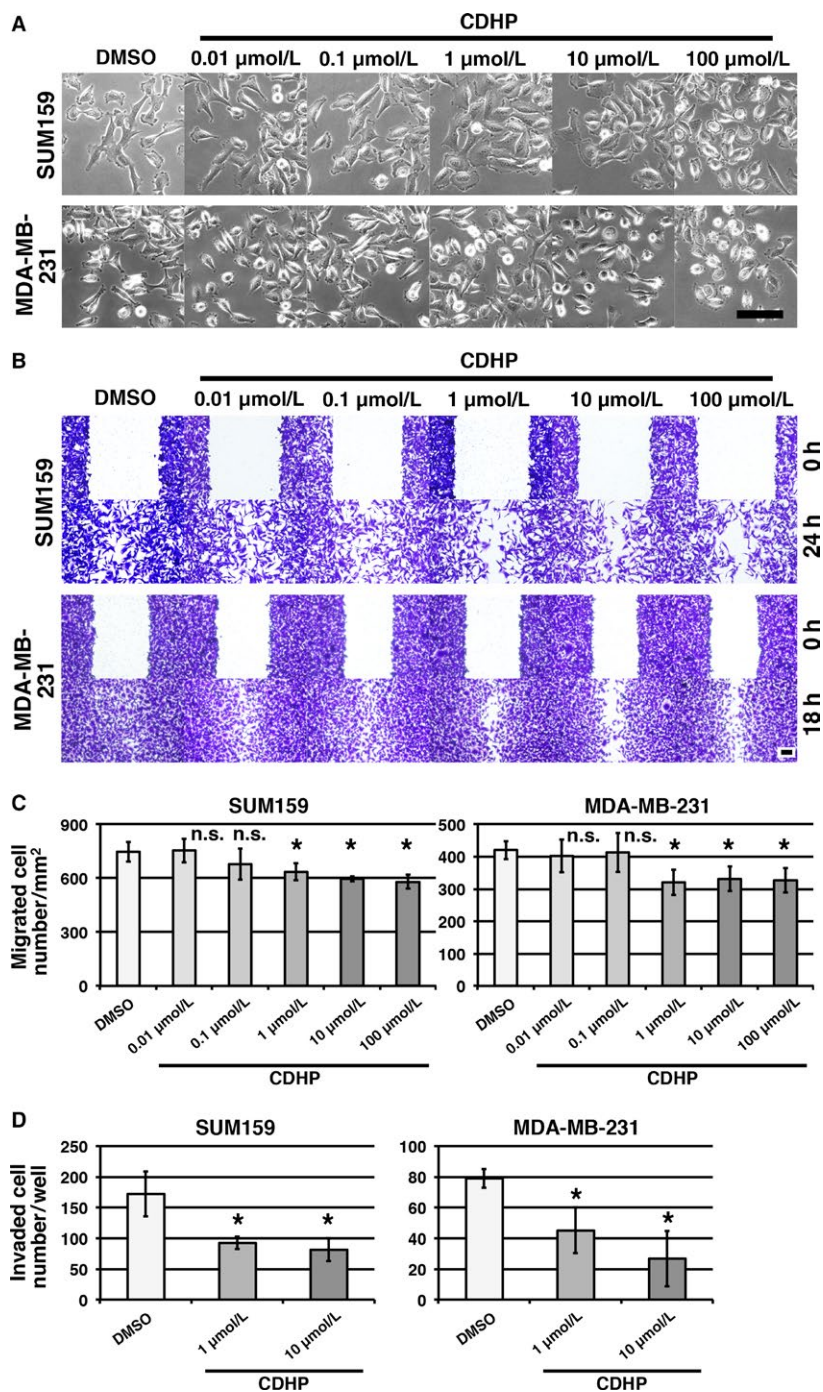 A
CDHP
DMSO 0.01 µmol/L 0.1 µmol/L 1 µmol/L 10 µmol/L 100 µmol/L
SUM159
MDA-MB-
231
B
CDHP
DMSO 0.01 µmol/L 0.1 µmol/L 1 µmol/L 10 µmol/L 100 µmol/L
SUM159
0 h
24h
MDA-MB-
231
0 h
18h
C
SUM159
Migrated cell
number/mm²
900
600
300
0
n.s. n.s. * * *
DMSO
0.01 µmol/L
0.1 µmol/L
1 µmol/L
10 µmol/L
100 µmol/L
CDHP
MDA-MB-231
500
400
300
200
100
0
n.s. n.s. * * *
DMSO
0.01 µmol/L
0.1 µmol/L
1 µmol/L
10 µmol/L
100 µmol/L
CDHP
D
SUM159
Invaded cell
number/well
250
200
150
100
50
0
* *
DMSO
1 µmol/L
10 µmol/L
CDHP
MDA-MB-231
100
80
60
40
20
0
* *
DMSO
1 µmol/L
10 µmol/L
CDHP